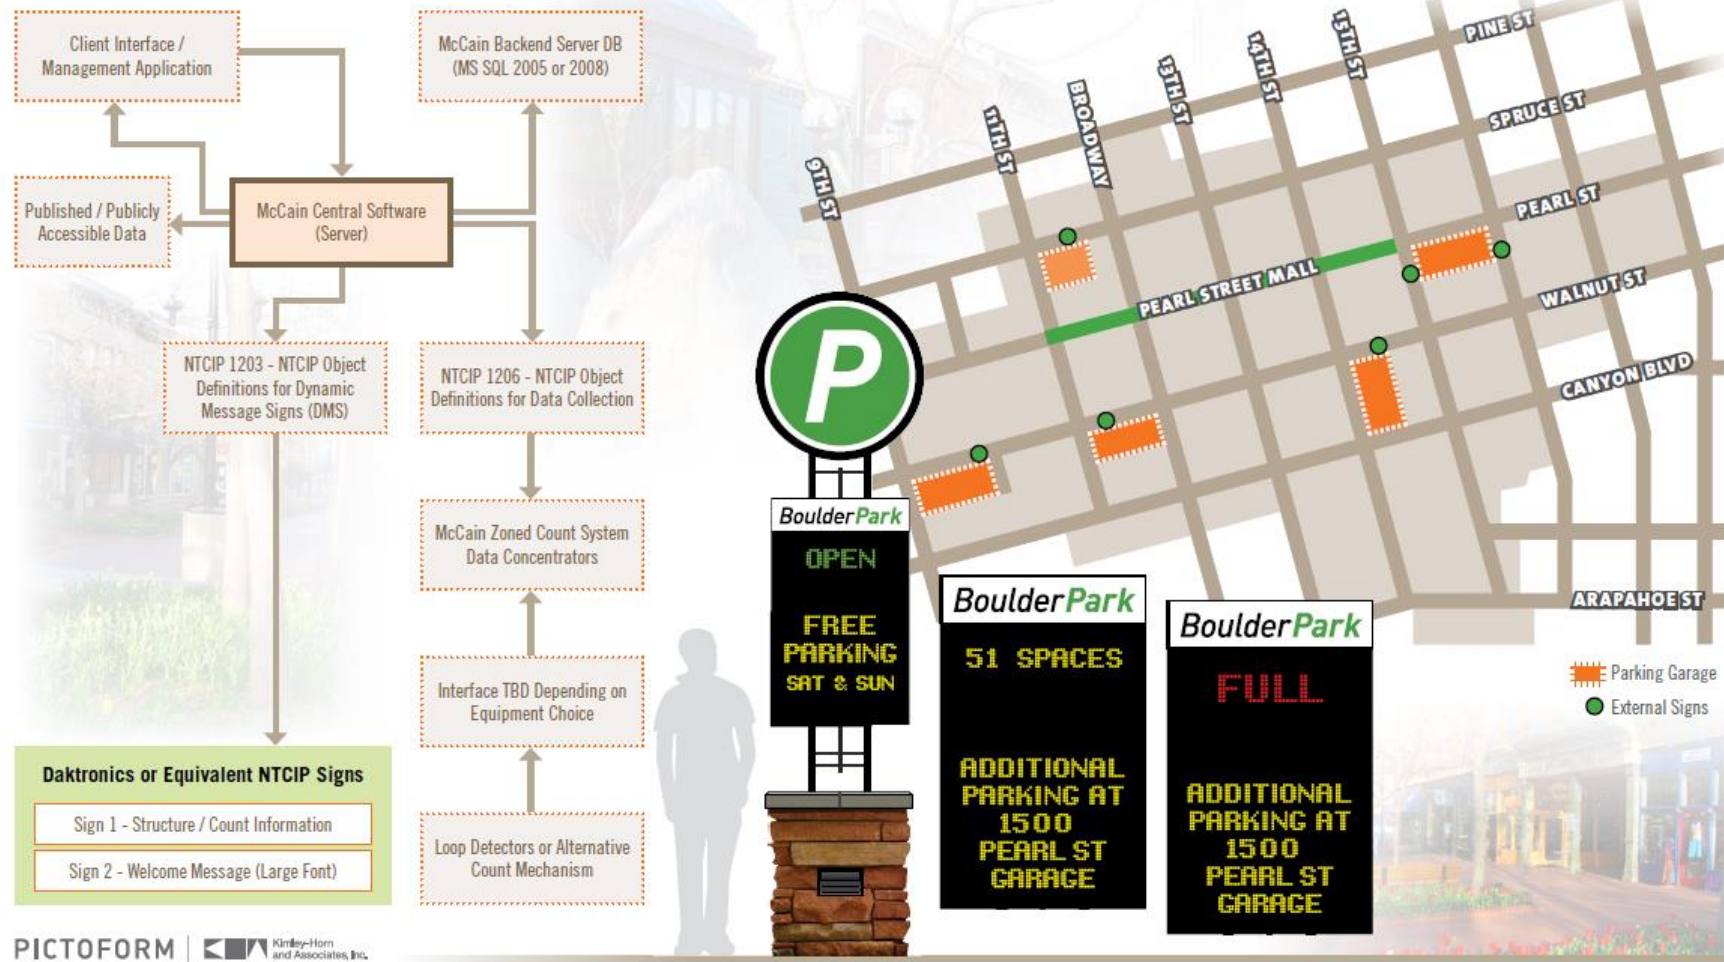 Client Interface /
Management Application
McCain Backend Server DB
(MS SQL 2005 or 2008)
Published / Publicly
Accessible Data
McCain Central Software
(Server)
NTCIP 1203 - NTCIP Object
Definitions for Dynamic
Message Signs (DMS)
NTCIP 1206 - NTCIP Object
Definitions for Data Collection
McCain Zoned Count System
Data Concentrators
Interface TBD Depending on
Equipment Choice
Loop Detectors or Alternative
Count Mechanism
Daktronics or Equivalent NTCIP Signs
Sign 1 - Structure / Count Information
Sign 2 - Welcome Message (Large Font)
PICTOFORM
Kimley-Horn
and Associates, Inc.
9TH ST
11TH ST
BROADWAY
13TH ST
14TH ST
15TH ST
PINE ST
SPRUCE ST
PEARL ST
PEARL STREET MALL
WALNUT ST
CANYON BLVD
ARAPAHOE ST
Parking Garage
External Signs
P
BoulderPark
OPEN
FREE
PARKING
SAT & SUN
BoulderPark
51 SPACES
ADDITIONAL
PARKING AT
1500
PEARL ST
GARAGE
BoulderPark
FULL
ADDITIONAL
PARKING AT
1500
PEARL ST
GARAGE